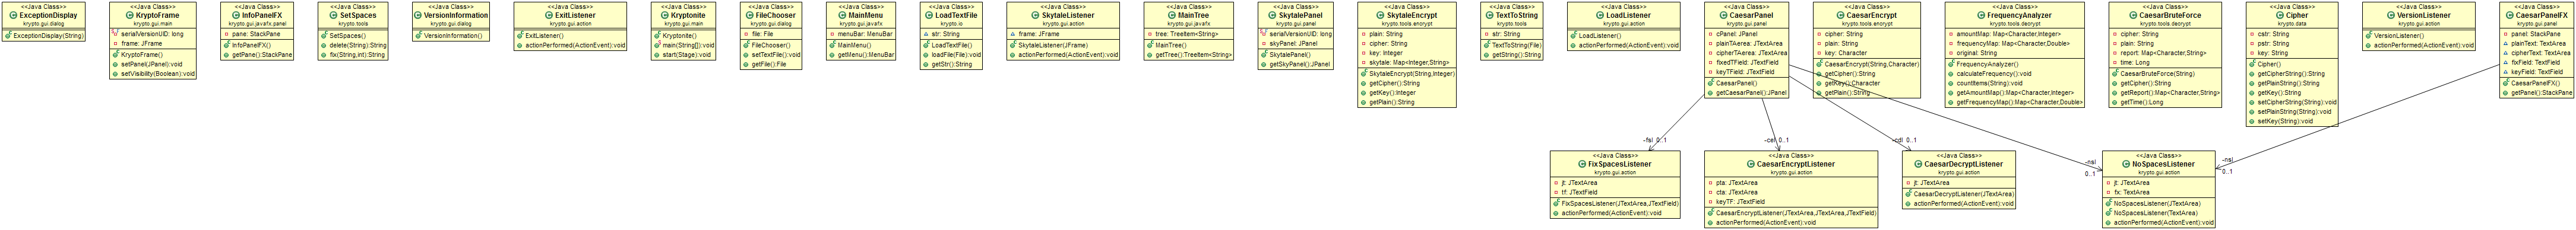 <<Java Class>>
ExceptionDisplay
krypto.gui.dialog
ExceptionDisplay(String)
<<Java Class>>
KryptoFrame
krypto.gui.main
serialVersionUID: long
frame: JFrame
KryptoFrame()
setPanel(JPanel):void
setVisibility(Boolean):void
<<Java Class>>
InfoPanelFX
krypto.gui.javafx.panel
pane: StackPane
InfoPanelFX()
getPane():StackPane
<<Java Class>>
SetSpaces
krypto.tools
SetSpaces()
delete(String):String
fix(String,int):String
<<Java Class>>
VersionInformation
krypto.gui.dialog
VersionInformation()
<<Java Class>>
ExitListener
krypto.gui.action
ExitListener()
actionPerformed(ActionEvent):void
<<Java Class>>
Kryptonite
krypto.gui.main
Kryptonite()
main(String[]):void
start(Stage):void
<<Java Class>>
FileChooser
krypto.gui.dialog
file: File
FileChooser()
setTextFile():void
getFile():File
<<Java Class>>
MainMenu
krypto.gui.javafx
menuBar: MenuBar
MainMenu()
getMenu():MenuBar
<<Java Class>>
LoadTextFile
krypto.io
str: String
LoadTextFile()
loadFile(File):void
getStr():String
<<Java Class>>
SkytaleListener
krypto.gui.action
frame: JFrame
SkytaleListener(JFrame)
actionPerformed(ActionEvent):void
<<Java Class>>
MainTree
krypto.gui.javafx
tree: TreeItem<String>
MainTree()
getTree():TreeItem<String>
<<Java Class>>
SkytalePanel
krypto.gui.panel
serialVersionUID: long
skyPanel: JPanel
SkytalePanel()
getSkyPanel():JPanel
<<Java Class>>
SkytaleEncrypt
krypto.tools.encrypt
plain: String
cipher: String
key: Integer
skytale: Map<Integer,String>
SkytaleEncrypt(String,Integer)
getCipher():String
getKey():Integer
getPlain():String
<<Java Class>>
TextToString
krypto.tools
str: String
TextToString(File)
getString():String
<<Java Class>>
LoadListener
krypto.gui.action
LoadListener()
actionPerformed(ActionEvent):void
<<Java Class>>
CaesarPanel
krypto.gui.panel
cPanel: JPanel
plainTAerea: JTextArea
cipherTAerea: JTextArea
fixedTField: JTextField
keyTField: JTextField
CaesarPanel()
getCaesarPanel():JPanel
<<Java Class>>
CaesarEncrypt
krypto.tools.encrypt
cipher: String
plain: String
key: Character
CaesarEncrypt(String,Character)
getCipher():String
getKey():Character
getPlain():String
<<Java Class>>
FrequencyAnalyzer
krypto.tools.decrypt
amountMap: Map<Character,Integer>
frequencyMap: Map<Character,Double>
original: String
FrequencyAnalyzer()
calculateFrequency():void
countItems(String):void
getAmountMap():Map<Character,Integer>
getFrequencyMap():Map<Character,Double>
<<Java Class>>
CaesarBruteForce
krypto.tools.decrypt
cipher: String
plain: String
report: Map<Character,String>
time: Long
CaesarBruteForce(String)
getCipher():String
getReport():Map<Character,String>
getTime():Long
<<Java Class>>
Cipher
krypto.data
cstr: String
pstr: String
key: String
Cipher()
getCipherString():String
getPlainString():String
getKey():String
setCipherString(String):void
setPlainString(String):void
setKey(String):void
<<Java Class>>
VersionListener
krypto.gui.action
VersionListener()
actionPerformed(ActionEvent):void
<<Java Class>>
CaesarPanelFX
krypto.gui.javafx.panel
panel: StackPane
plainText: TextArea
cipherText: TextArea
fixField: TextField
keyField: TextField
CaesarPanelFX()
getPanel():StackPane
-fsl 0..1
-cel 0..1
-cdl 0..1
-nsl
0..1
-nsl
0..1
<<Java Class>>
FixSpacesListener
krypto.gui.action
jt: JTextArea
tf: JTextField
FixSpacesListener(JTextArea,JTextField)
actionPerformed(ActionEvent):void
<<Java Class>>
CaesarEncryptListener
krypto.gui.action
pta: JTextArea
cta: JTextArea
keyTF: JTextField
CaesarEncryptListener(JTextArea,JTextArea,JTextField)
actionPerformed(ActionEvent):void
<<Java Class>>
CaesarDecryptListener
krypto.gui.action
jt: JTextArea
CaesarDecryptListener(JTextArea)
actionPerformed(ActionEvent):void
<<Java Class>>
NoSpacesListener
krypto.gui.action
jt: JTextArea
fx: TextArea
NoSpacesListener(JTextArea)
NoSpacesListener(TextArea)
actionPerformed(ActionEvent):void